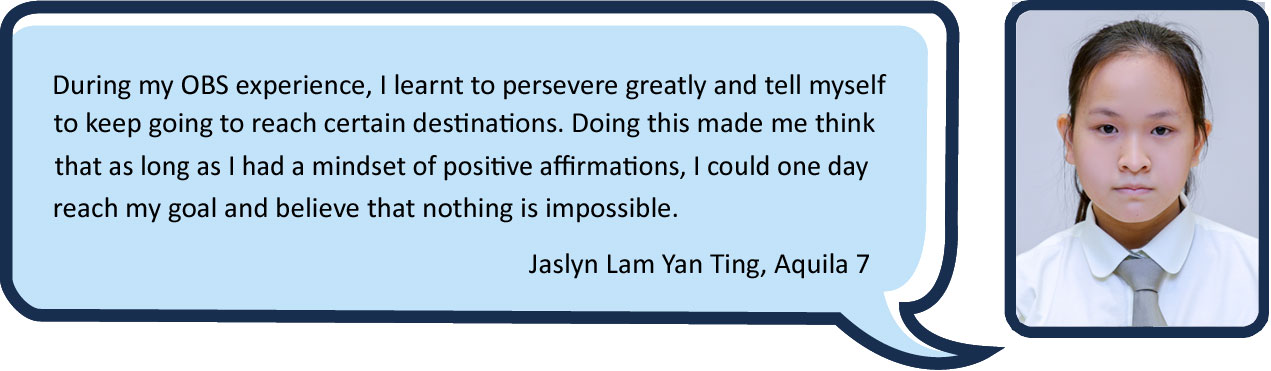 During my OBS experience, I learnt to persevere greatly and tell myself
to keep going to reach certain destinations. Doing this made me think
that as long as I had a mindset of positive affirmations, I could one day
reach my goal and believe that nothing is impossible.
Jaslyn Lam Yan Ting, Aquila 7